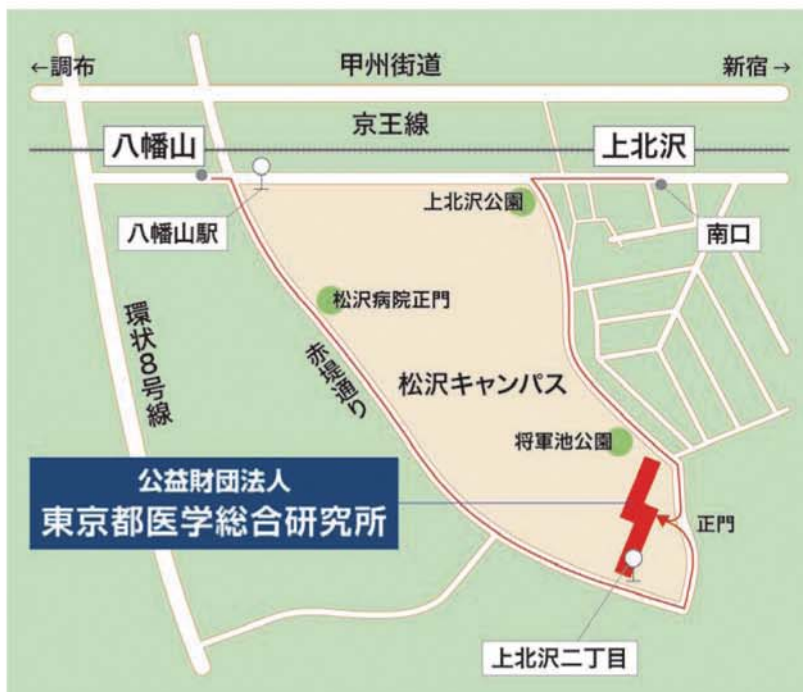 ←調布
甲州街道
新宿→
京王線
八幡山
上北沢
八幡山駅
上北沢公園
南口
松沢病院正門
環状8号線
赤堤通り
松沢キャンパス
将軍池公園
公益財団法人
東京都医学総合研究所
正門
上北沢二丁目